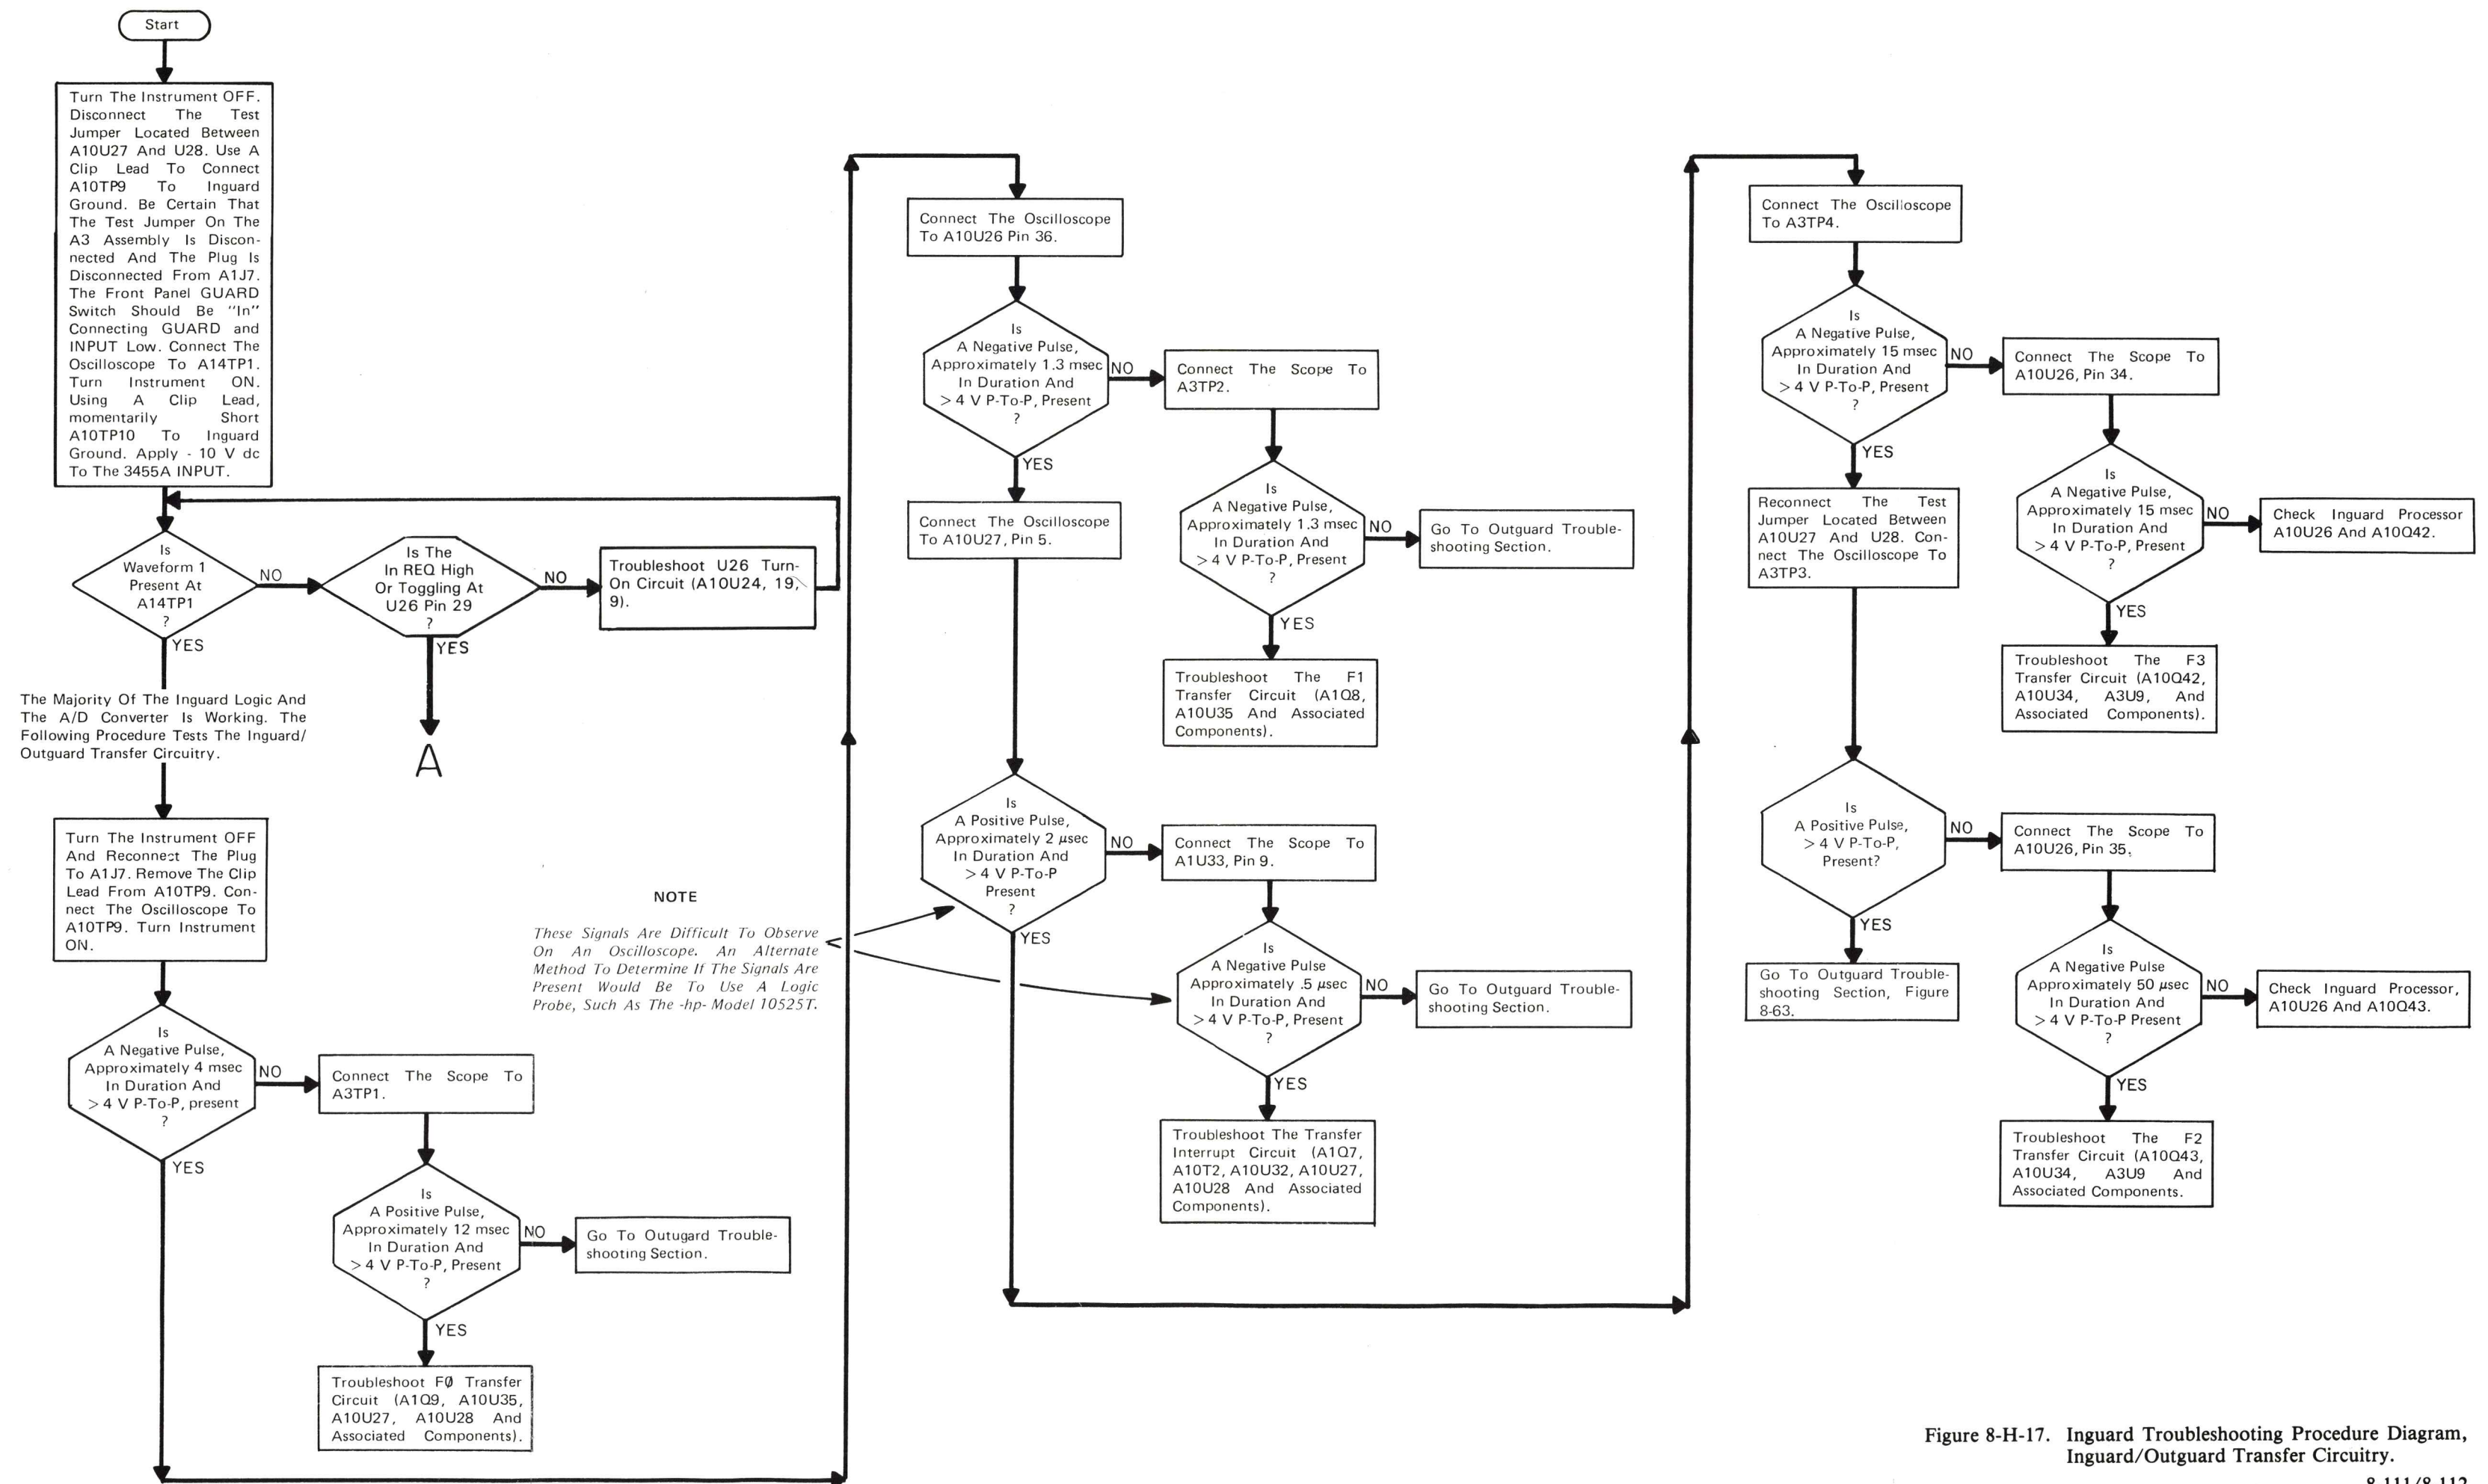 Start
Turn The Instrument OFF.
Disconnect The Test
Jumper Located Between
A10U27 And U28. Use A
Clip Lead To Connect
A10TP9 To Inguard
Ground. Be Certain That
The Test Jumper On The
A3 Assembly Is Discon-
nected And The Plug Is
Disconnected From A1J7.
The Front Panel GUARD
Switch Should Be "In"
Connecting GUARD and
INPUT Low. Connect The
Oscilloscope To A14TP1.
Turn Instrument ON.
Using A Clip Lead,
momentarily Short
A10TP10 To Inguard
Ground. Apply - 10 V dc
To The 3455A INPUT.
Is
Waveform 1
Present At
A14TP1
?
NO
YES
Is The
In REQ High
Or Toggling At
U26 Pin 29
?
NO
YES
A
Troubleshoot U26 Turn-
On Circuit (A10U24, 19,
9).
The Majority Of The Inguard Logic And
The A/D Converter Is Working. The
Following Procedure Tests The Inguard/
Outguard Transfer Circuitry.
Turn The Instrument OFF
And Reconnect The Plug
To A1J7. Remove The Clip
Lead From A10TP9. Con-
nect The Oscilloscope To
A10TP9. Turn Instrument
ON.
Is
A Negative Pulse,
Approximately 4 msec
In Duration And
> 4 V P-To-P, present
?
NO
YES
Connect The Scope To
A3TP1.
Is
A Positive Pulse,
Approximately 12 msec
In Duration And
> 4 V P-To-P, Present
?
NO
YES
Go To Outugard Trouble-
shooting Section.
Troubleshoot FØ Transfer
Circuit (A1Q9, A10U35,
A10U27, A10U28 And
Associated Components).
NOTE
These Signals Are Difficult To Observe
On An Oscilloscope. An Alternate
Method To Determine If The Signals Are
Present Would Be To Use A Logic
Probe, Such As The -hp- Model 10525T.
Connect The Oscilloscope
To A10U26 Pin 36.
Is
A Negative Pulse,
Approximately 1.3 msec
In Duration And
> 4 V P-To-P, Present
?
NO
YES
Connect The Scope To
A3TP2.
Is
A Negative Pulse,
Approximately 1.3 msec
In Duration And
> 4 V P-To-P, Present
?
NO
YES
Go To Outguard Trouble-
shooting Section.
Troubleshoot The F1
Transfer Circuit (A1Q8,
A10U35 And Associated
Components).
Connect The Oscilloscope
To A10U27, Pin 5.
Is
A Positive Pulse,
Approximately 2 µsec
In Duration And
> 4 V P-To-P
Present
?
NO
YES
Connect The Scope To
A1U33, Pin 9.
Is
A Negative Pulse
Approximately .5 µsec
In Duration And
> 4 V P-To-P, Present
?
NO
YES
Go To Outguard Trouble-
shooting Section.
Troubleshoot The Transfer
Interrupt Circuit (A1Q7,
A10T2, A10U32, A10U27,
A10U28 And Associated
Components).
Connect The Oscilloscope
To A3TP4.
Is
A Negative Pulse,
Approximately 15 msec
In Duration And
> 4 V P-To-P, Present
?
NO
YES
Connect The Scope To
A10U26, Pin 34.
Is
A Negative Pulse,
Approximately 15 msec
In Duration And
> 4 V P-To-P, Present
?
NO
YES
Check Inguard Processor
A10U26 And A10Q42.
Troubleshoot The F3
Transfer Circuit (A10Q42,
A10U34, A3U9, And
Associated Components).
Reconnect The Test
Jumper Located Between
A10U27 And U28. Con-
nect The Oscilloscope To
A3TP3.
Is
A Positive Pulse,
> 4 V P-To-P,
Present?
NO
YES
Connect The Scope To
A10U26, Pin 35.
Is
A Negative Pulse
Approximately 50 µsec
In Duration And
> 4 V P-To-P Present
?
NO
YES
Check Inguard Processor,
A10U26 And A10Q43.
Go To Outguard Trouble-
shooting Section, Figure
8-63.
Troubleshoot The F2
Transfer Circuit (A10Q43,
A10U34, A3U9 And
Associated Components.
Figure 8-H-17. Inguard Troubleshooting Procedure Diagram,
Inguard/Outguard Transfer Circuitry.
8-111/8-112